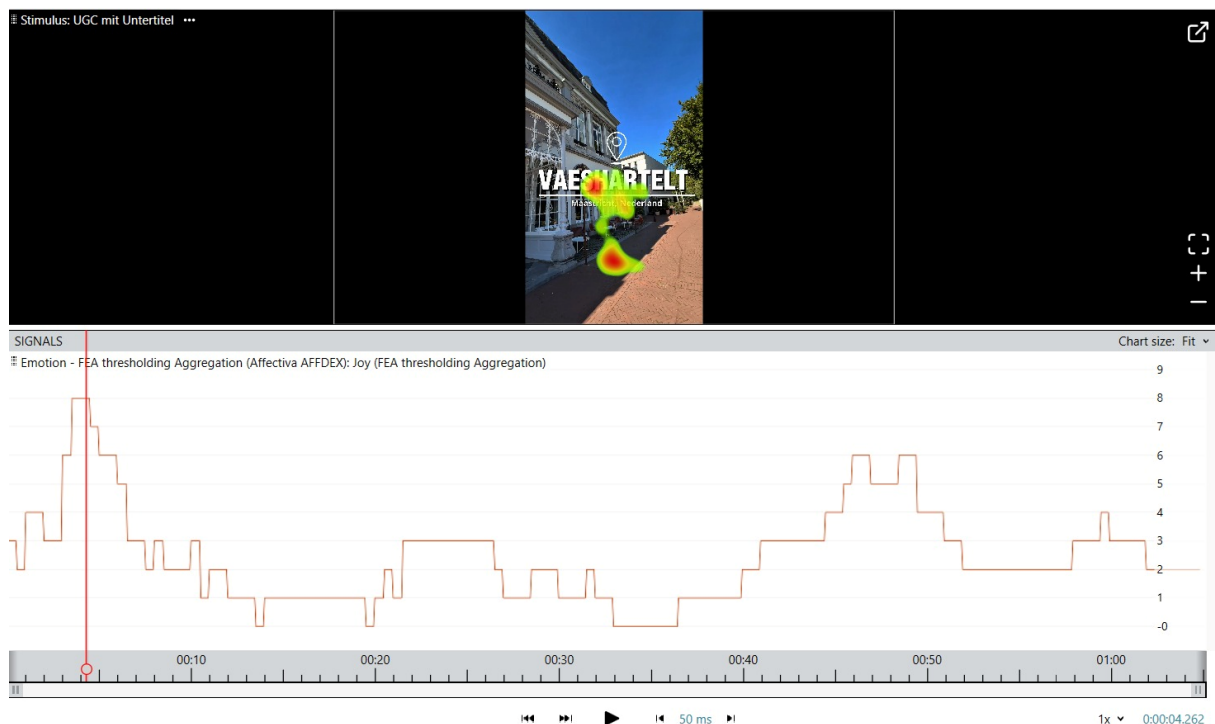 Stimulus: UGC mit Untertitel •••
VAESHARTELT
Maastricht, Nederland
SIGNALS
Chart size: Fit
Emotion - FEA thresholding Aggregation (Affectiva AFFDEX): Joy (FEA thresholding Aggregation)
9
8
7
6
5
4
3
2
1
-0
00:10 00:20 00:30 00:40 00:50 01:00
50 ms
1x 0:00:04.262